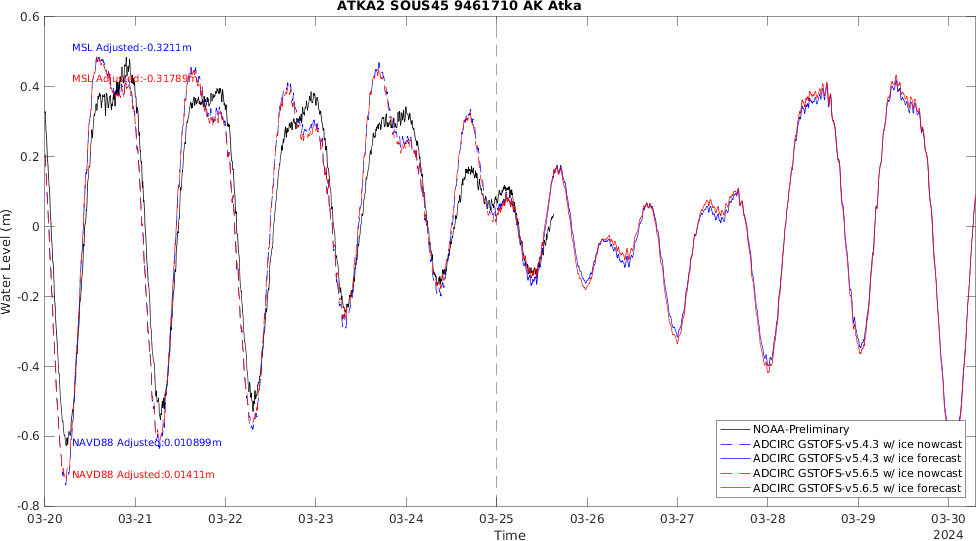 ATKA2 SOUS45 9461710 AK Atka
0.6
MSL Adjusted:-0.3211m
MSL Adjusted:-0.31789m
0.4
0.2
0
-0.2
-0.4
-0.6
-0.8
Water Level (m)
NAVD88 Adjusted:0.010899m
NAVD88 Adjusted:0.01411m
NOAA-Preliminary
ADCIRC GSTOFS-v5.4.3 w/ ice nowcast
ADCIRC GSTOFS-v5.4.3 w/ ice forecast
ADCIRC GSTOFS-v5.6.5 w/ ice nowcast
ADCIRC GSTOFS-v5.6.5 w/ ice forecast
03-20 03-21 03-22 03-23 03-24 03-25 03-26 03-27 03-28 03-29 03-30
Time
2024